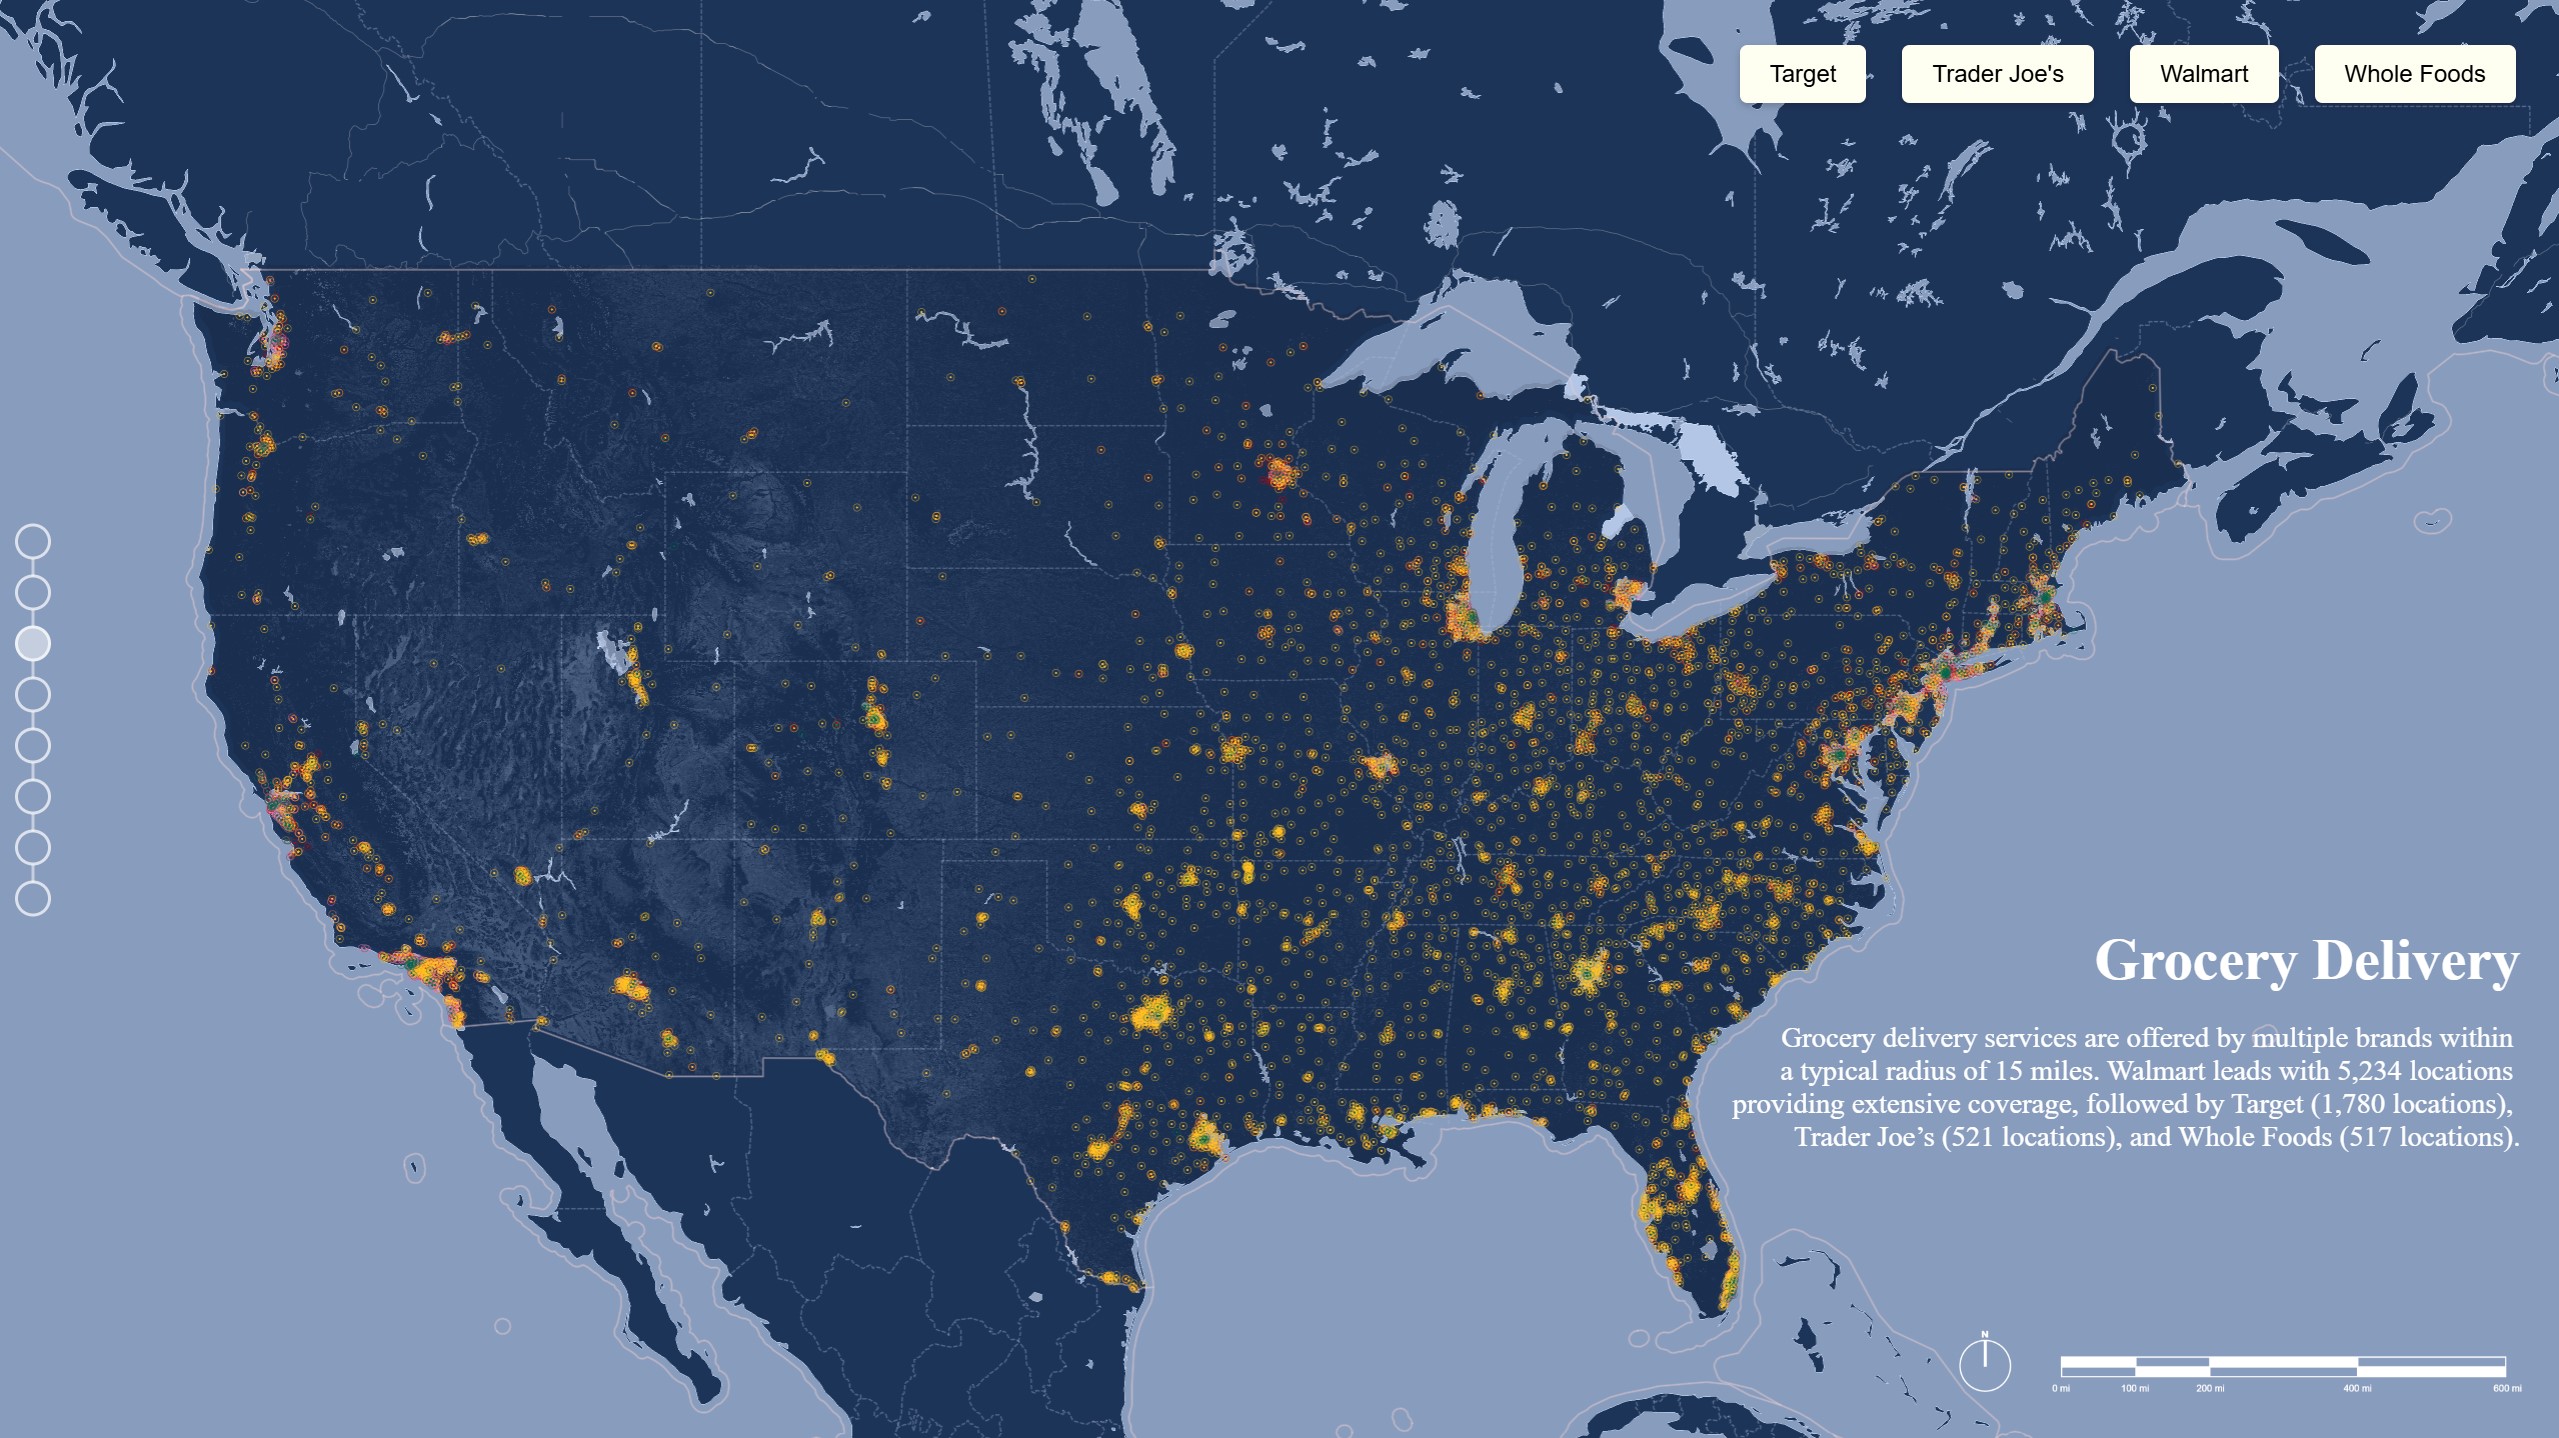 Target
Trader Joe's
Walmart
Whole Foods
Grocery Delivery
Grocery delivery services are offered by multiple brands within
a typical radius of 15 miles. Walmart leads with 5,234 locations
providing extensive coverage, followed by Target (1,780 locations),
Trader Joe’s (521 locations), and Whole Foods (517 locations).
N
0 mi
100 mi
200 mi
400 mi
600 mi